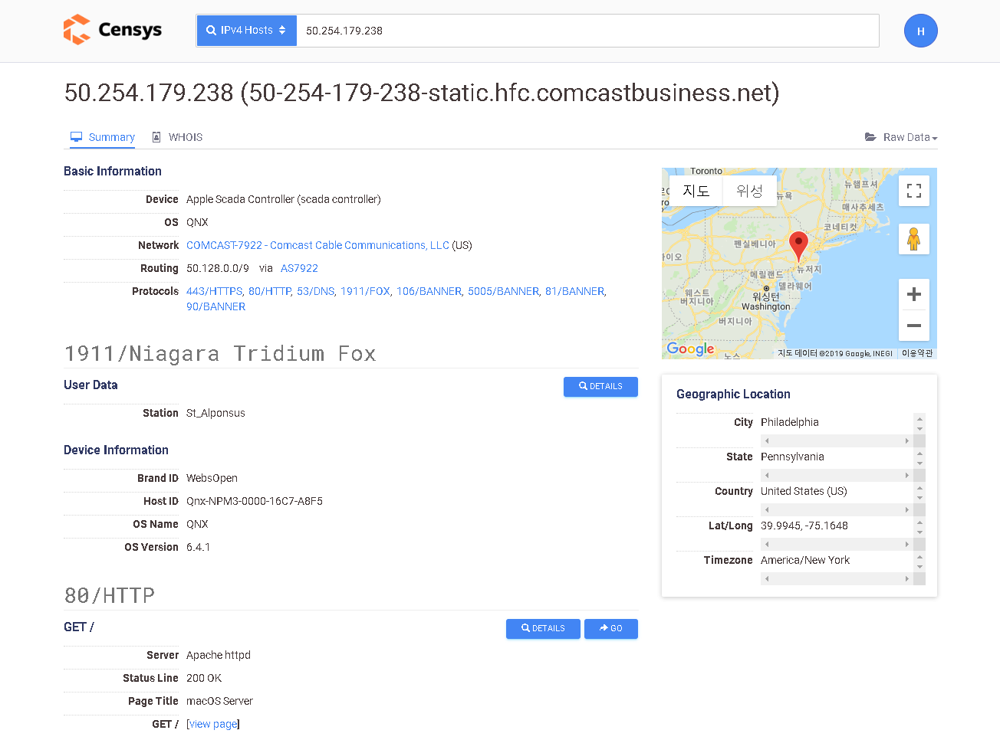 Censys
IPv4 Hosts
50.254.179.238
H
50.254.179.238 (50-254-179-238-static.hfc.comcastbusiness.net)
Summary
WHOIS
Raw Data
Basic Information
Device Apple Scada Controller (scada controller)
OS QNX
Network COMCAST-7922 - Comcast Cable Communications, LLC (US)
Routing 50.128.0.0/9 via AS7922
Protocols 443/HTTPS, 80/HTTP, 53/DNS, 1911/FOX, 106/BANNER, 5005/BANNER, 81/BANNER,
90/BANNER
1911/Niagara Tridium Fox
User Data
DETAILS
Station St_Alponsus
Device Information
Brand ID WebsOpen
Host ID Qnx-NPM3-0000-16C7-A8F5
OS Name QNX
OS Version 6.4.1
80/HTTP
GET /
DETAILS
GO
Server Apache httpd
Status Line 200 OK
Page Title macOS Server
GET / [view page]
Toronto
지도
위성
뉴햄프셔
뉴욕
매사추세츠
코네티컷
펜실베니아
아이오
뉴저지
메릴랜드
델라웨어
웨스트
버지니아
워싱턴
Washington
버지니아
Google
노스
지도 데이터 ©2019 Google, INEGI
이용약관
Geographic Location
City Philadelphia
State Pennsylvania
Country United States (US)
Lat/Long 39.9945, -75.1648
Timezone America/New York